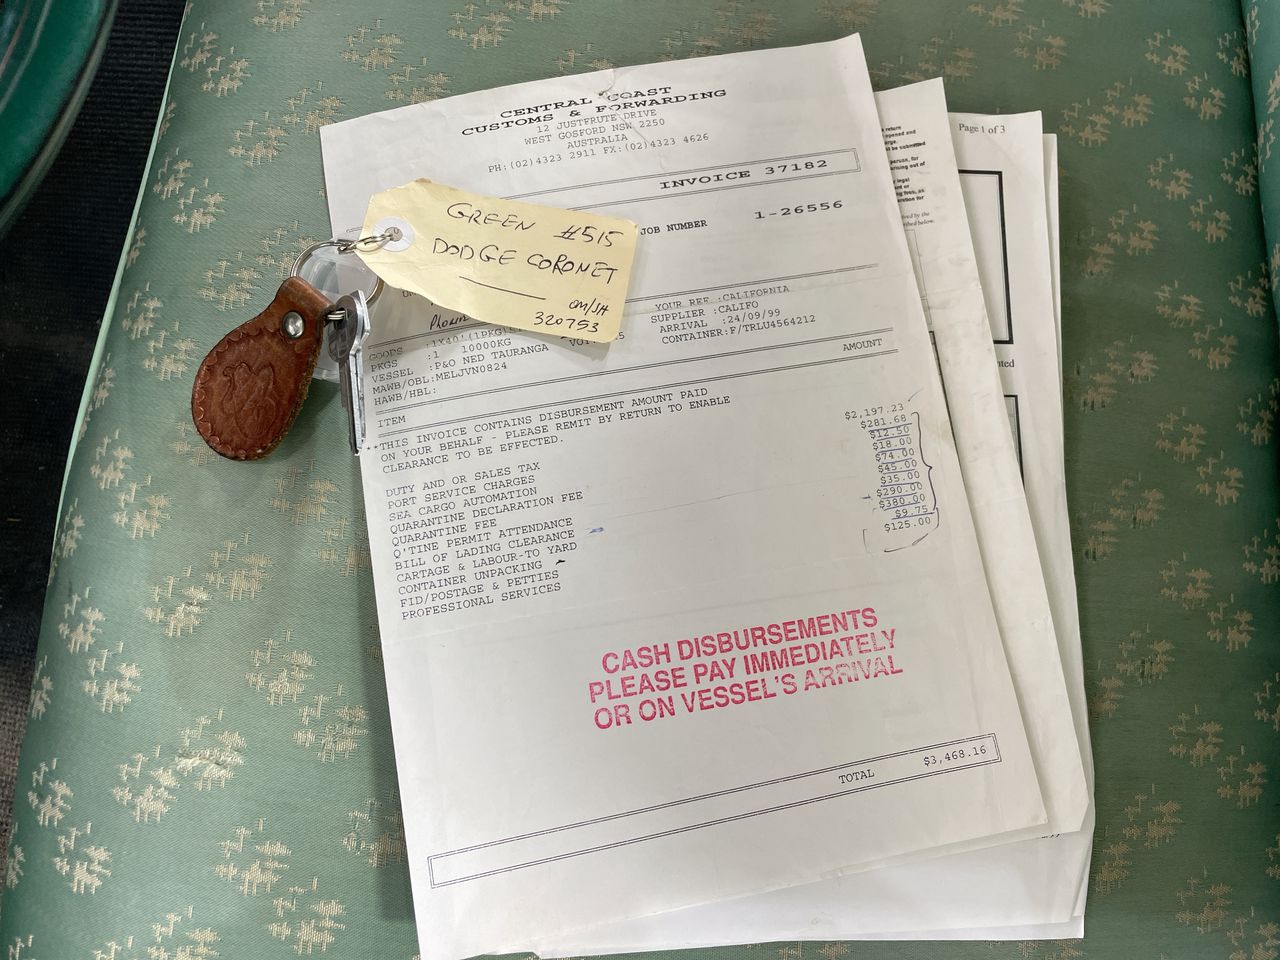 CENTRAL COAST
CUSTOMS & FORWARDING
12 JUSTFRUTE DRIVE
WEST GOSFORD NSW 2250
AUSTRALIA
PH:(02)4323 2911 FX:(02)4323 4626
INVOICE 37182
JOB NUMBER 1-26556
GREEN #515
DODGE CORONET
OM/SH
320753
YOUR REF :CALIFORNIA
SUPPLIER :CALIFO
ARRIVAL :24/09/99
CONTAINER:F/TRLU4564212
GOODS :1X40'(1PKG)
PKGS :1 10000KG
VESSEL :P&O NED TAURANGA
MAWB/OBL:MELJVN0824
HAWB/HBL:
ITEM AMOUNT
**THIS INVOICE CONTAINS DISBURSEMENT AMOUNT PAID
ON YOUR BEHALF - PLEASE REMIT BY RETURN TO ENABLE
CLEARANCE TO BE EFFECTED.
DUTY AND OR SALES TAX $2,197.23
PORT SERVICE CHARGES $281.68
SEA CARGO AUTOMATION $12.50
QUARANTINE DECLARATION FEE $18.00
QUARANTINE FEE $74.00
Q'TINE PERMIT ATTENDANCE $45.00
BILL OF LADING CLEARANCE $35.00
CARTAGE & LABOUR-TO YARD $290.00
CONTAINER UNPACKING $380.00
FID/POSTAGE & PETTIES $9.75
PROFESSIONAL SERVICES $125.00
CASH DISBURSEMENTS
PLEASE PAY IMMEDIATELY
OR ON VESSEL'S ARRIVAL
TOTAL $3,468.16
Page 1 of 3